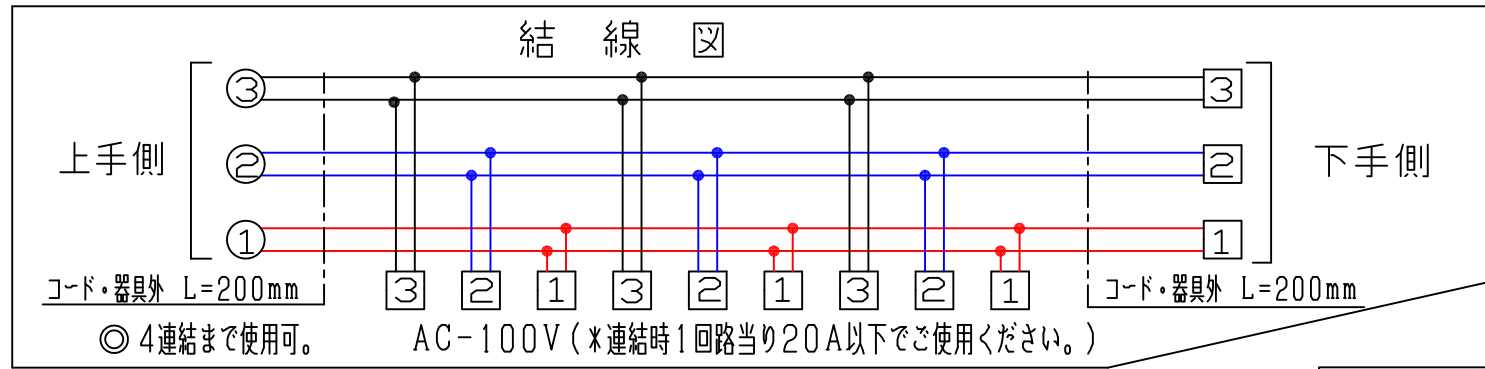 結線図
③ 3
上手側 ② 2 下手側
① 1
コード・器具外 L=200mm 3 2 1 3 2 1 3 2 1 コード・器具外 L=200mm
◎ 4連結まで使用可。 AC-100V(*連結時1回路当り20A以下でご使用ください。)